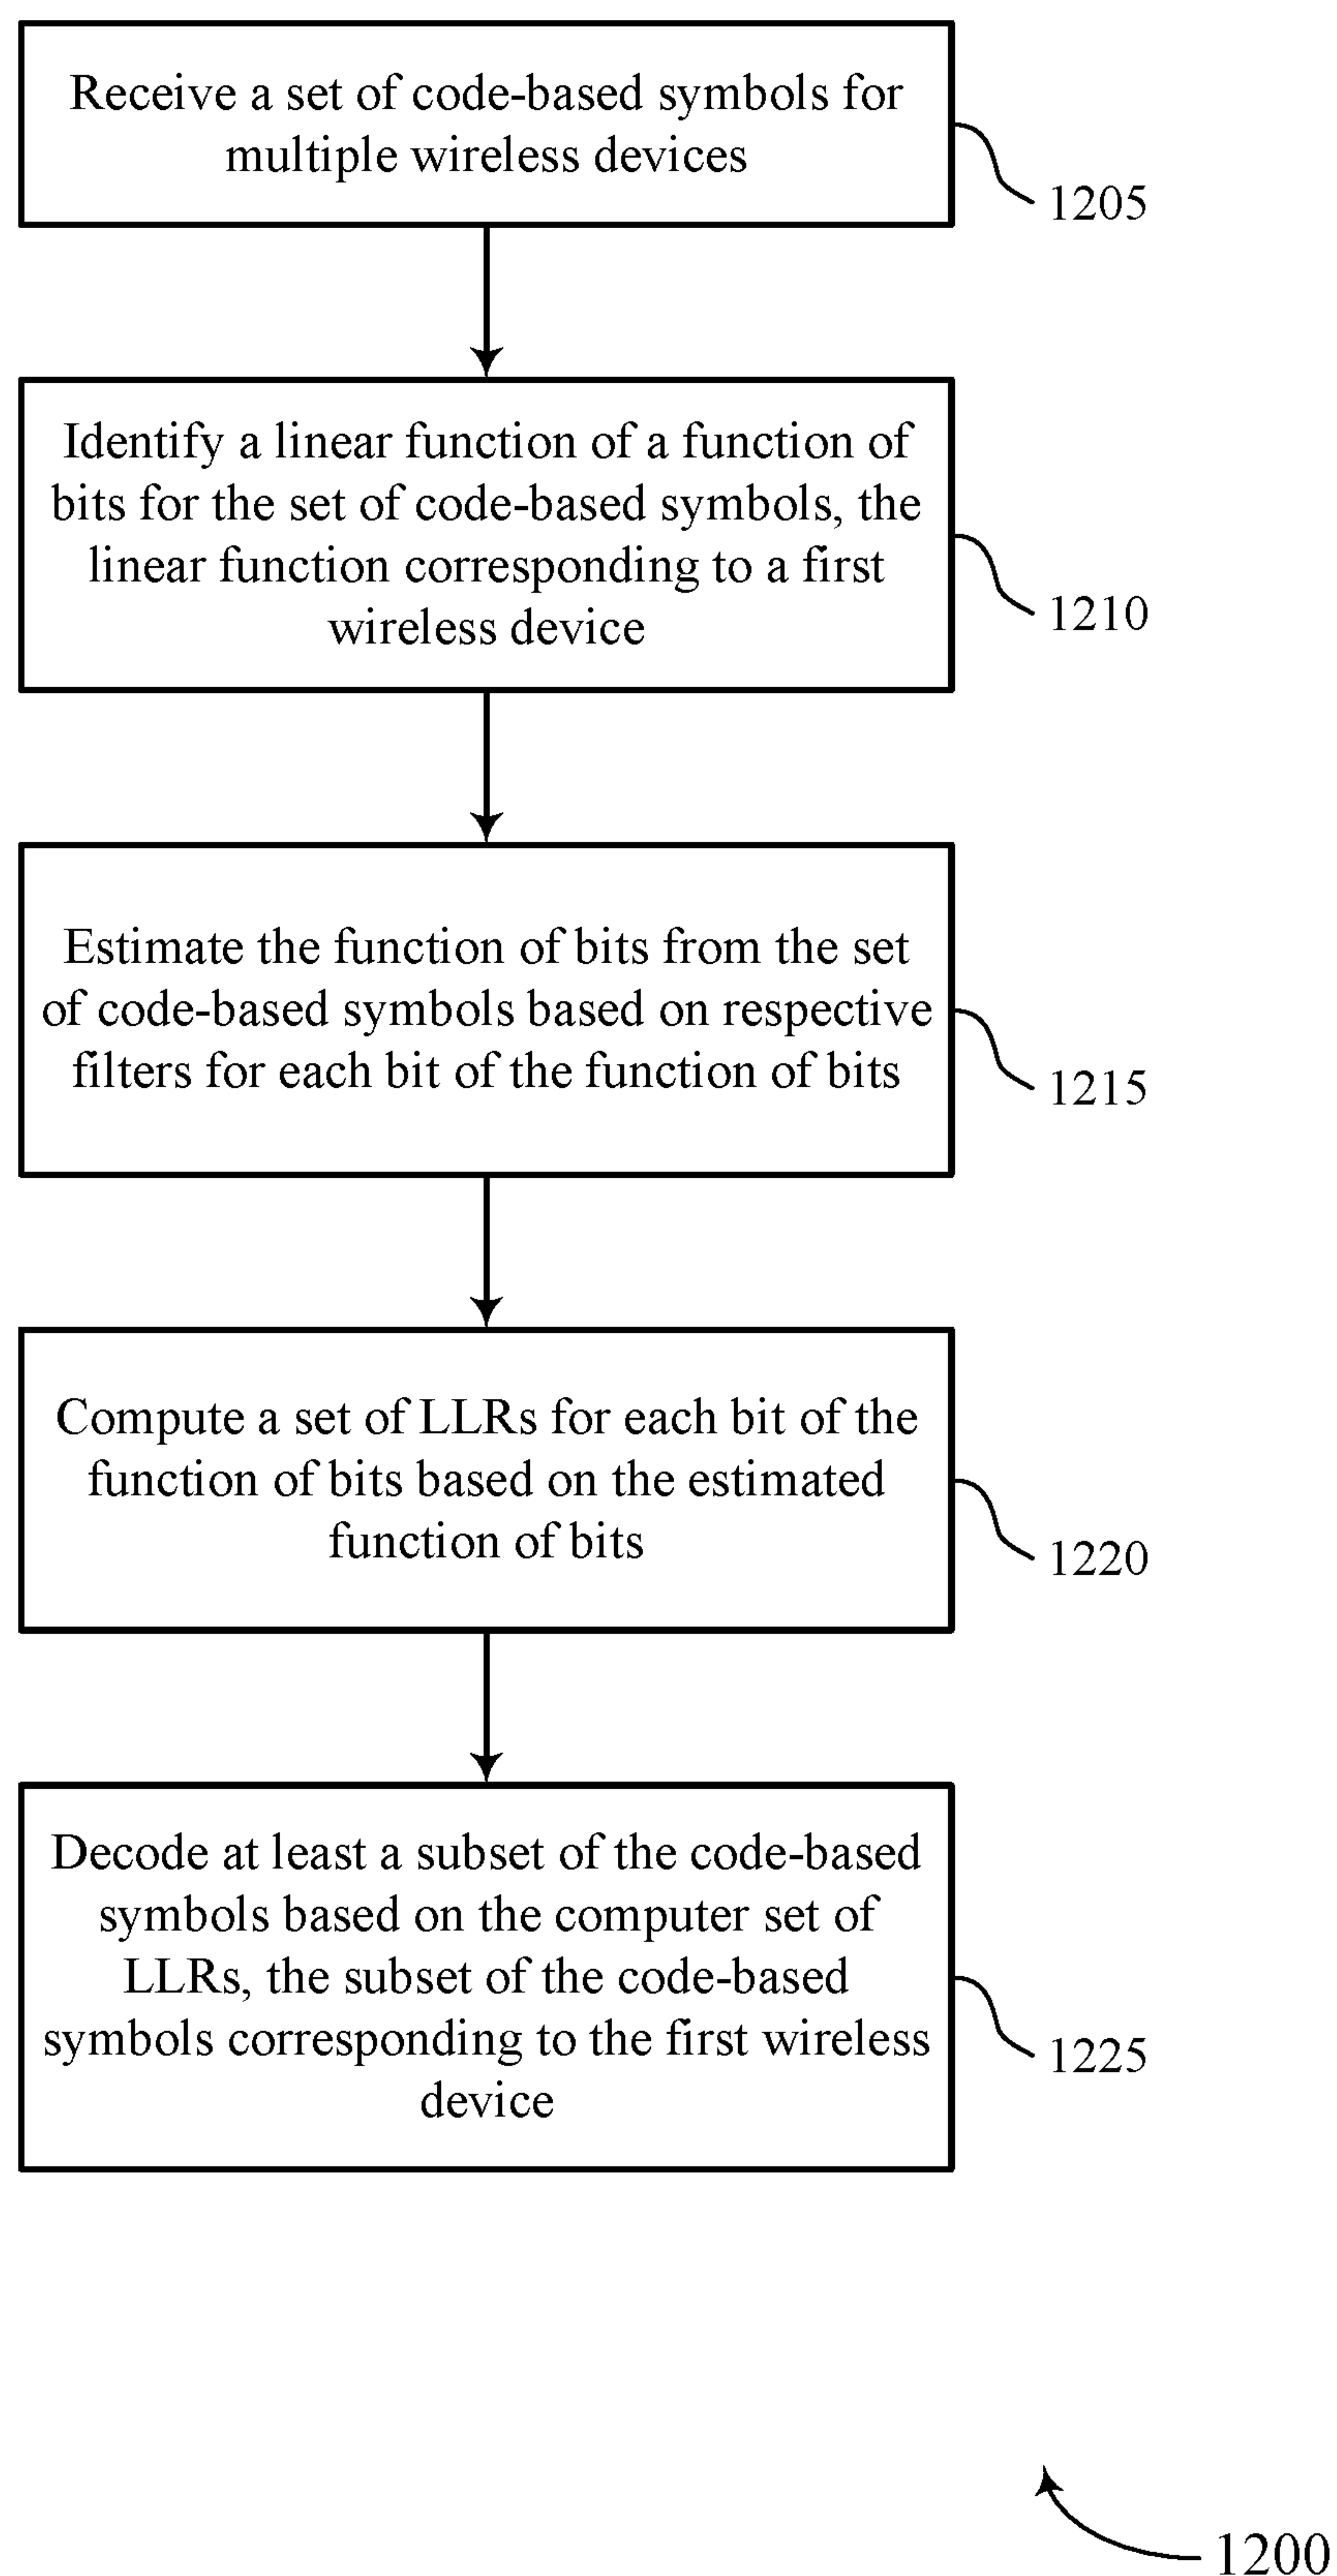 Receive a set of code-based symbols for
multiple wireless devices
1205
Identify a linear function of a function of
bits for the set of code-based symbols, the
linear function corresponding to a first
wireless device
1210
Estimate the function of bits from the set
of code-based symbols based on respective
filters for each bit of the function of bits
1215
Compute a set of LLRs for each bit of the
function of bits based on the estimated
function of bits
1220
Decode at least a subset of the code-based
symbols based on the computer set of
LLRs, the subset of the code-based
symbols corresponding to the first wireless
device
1225
1200